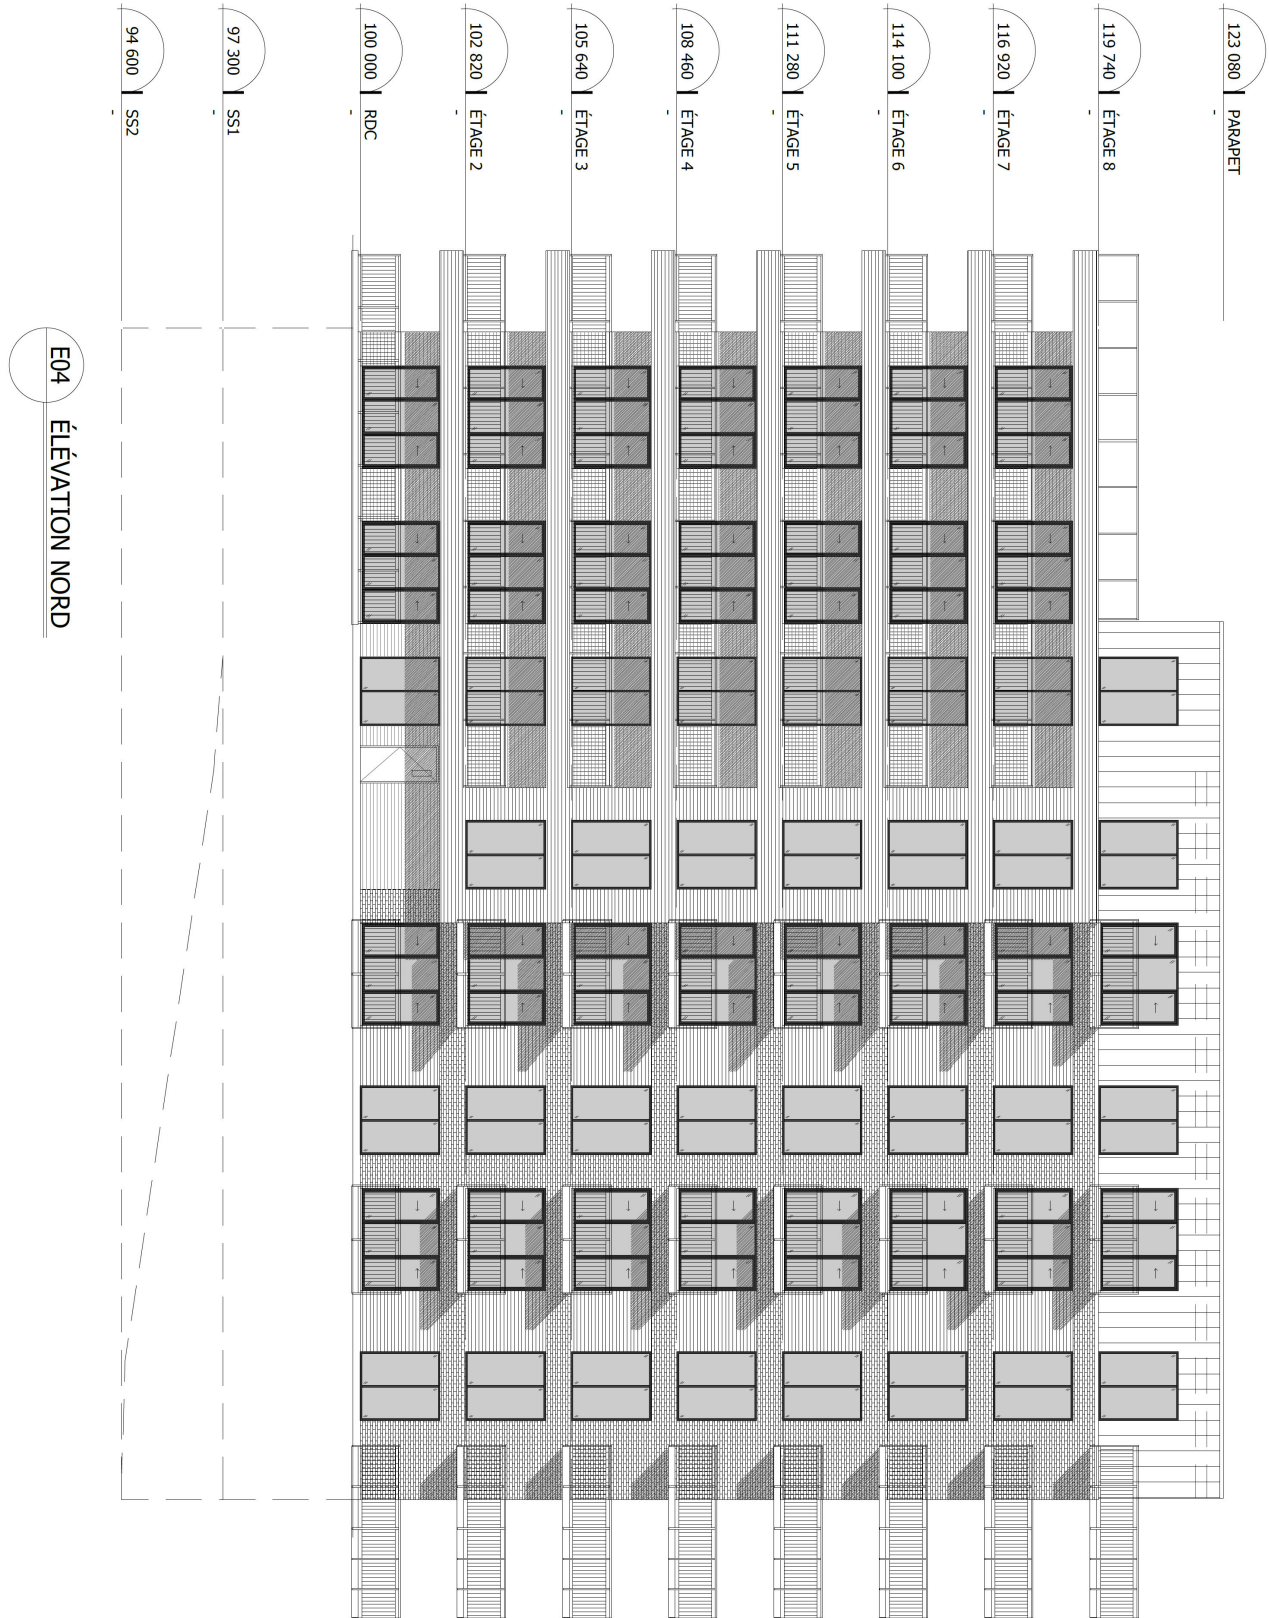 123 080 PARAPET
-
119 740 ÉTAGE 8
-
116 920 ÉTAGE 7
-
114 100 ÉTAGE 6
-
111 280 ÉTAGE 5
-
108 460 ÉTAGE 4
-
105 640 ÉTAGE 3
-
102 820 ÉTAGE 2
-
100 000 RDC
-
97 300 SS1
-
94 600 SS2
-
E04 ÉLÉVATION NORD